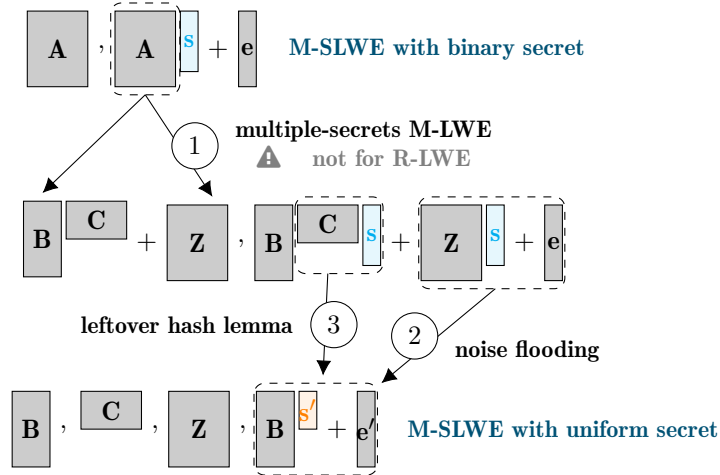 A , A s + e M-SLWE with binary secret
1 multiple-secrets M-LWE
not for R-LWE
B C + Z , B C s + Z s + e
leftover hash lemma 3 2 noise flooding
B , C , Z , B s′ + e′ M-SLWE with uniform secret